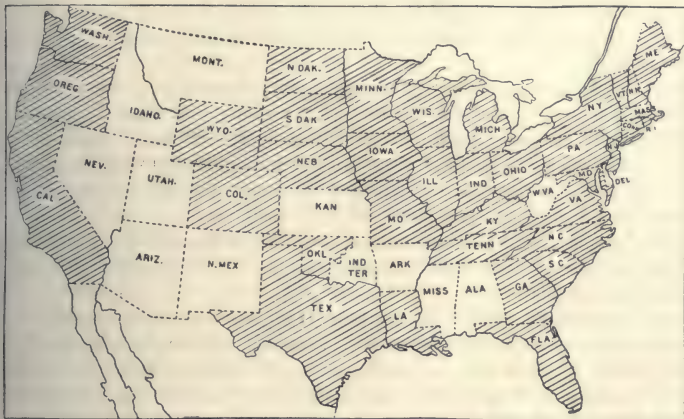 WASH.
OREG
CAL
NEV.
IDAHO.
MONT.
WYO.
UTAH.
COL.
ARIZ.
N.MEX
N DAK.
S DAK
NEB
KAN
OKL
IND
TER
TEX
MINN.
IOWA
MO
ARK
LA
WIS.
ILL
MICH
IND
OHIO
KY
TENN
MISS
ALA
GA
FLA
S.C
N.C
VA
W.VA
MD
DEL
PA
N.J
NY
CONN
R.I
MASS
VT
N.H
ME